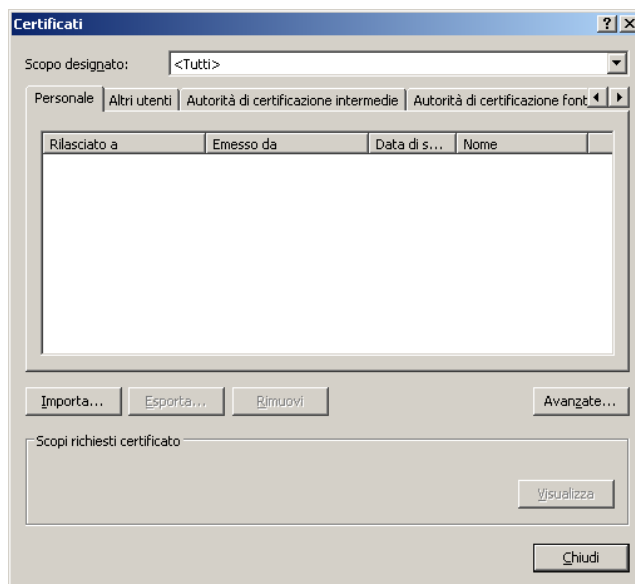 Certificati
Scopo designato: <Tutti>
Personale Altri utenti Autorità di certificazione intermedie Autorità di certificazione font
Rilasciato a Emesso da Data di s... Nome
Importa... Esporta... Rimuovi Avanzate...
Scopi richiesti certificato
Visualizza
Chiudi